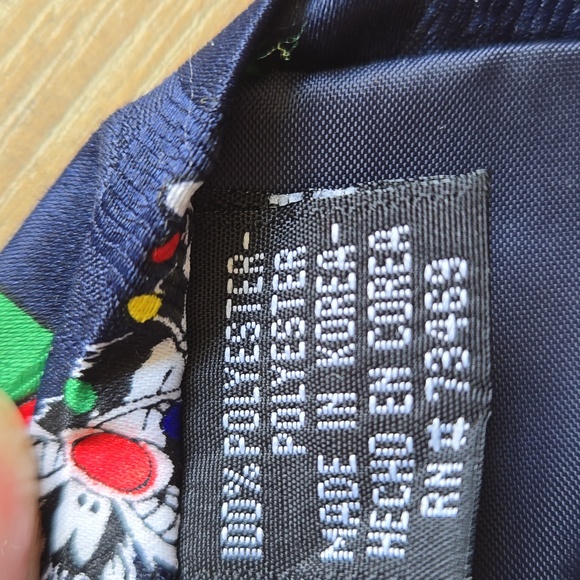 100% POLYESTER-
POLYESTER
MADE IN KOREA-
HECHO EN COREA
RN # 73469